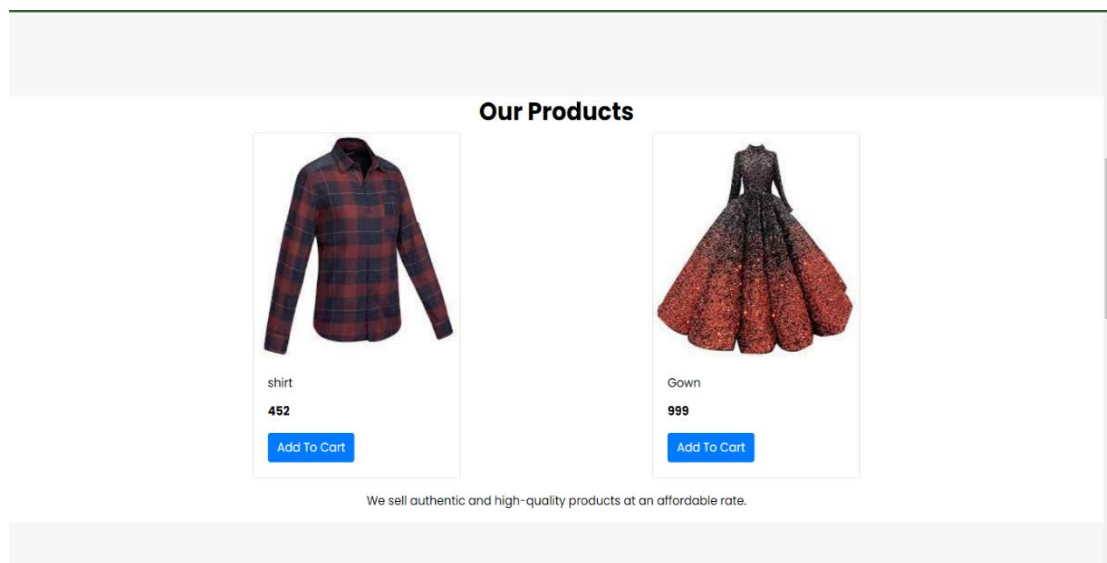 Our Products
shirt
452
Add To Cart
Gown
999
Add To Cart
We sell authentic and high-quality products at an affordable rate.